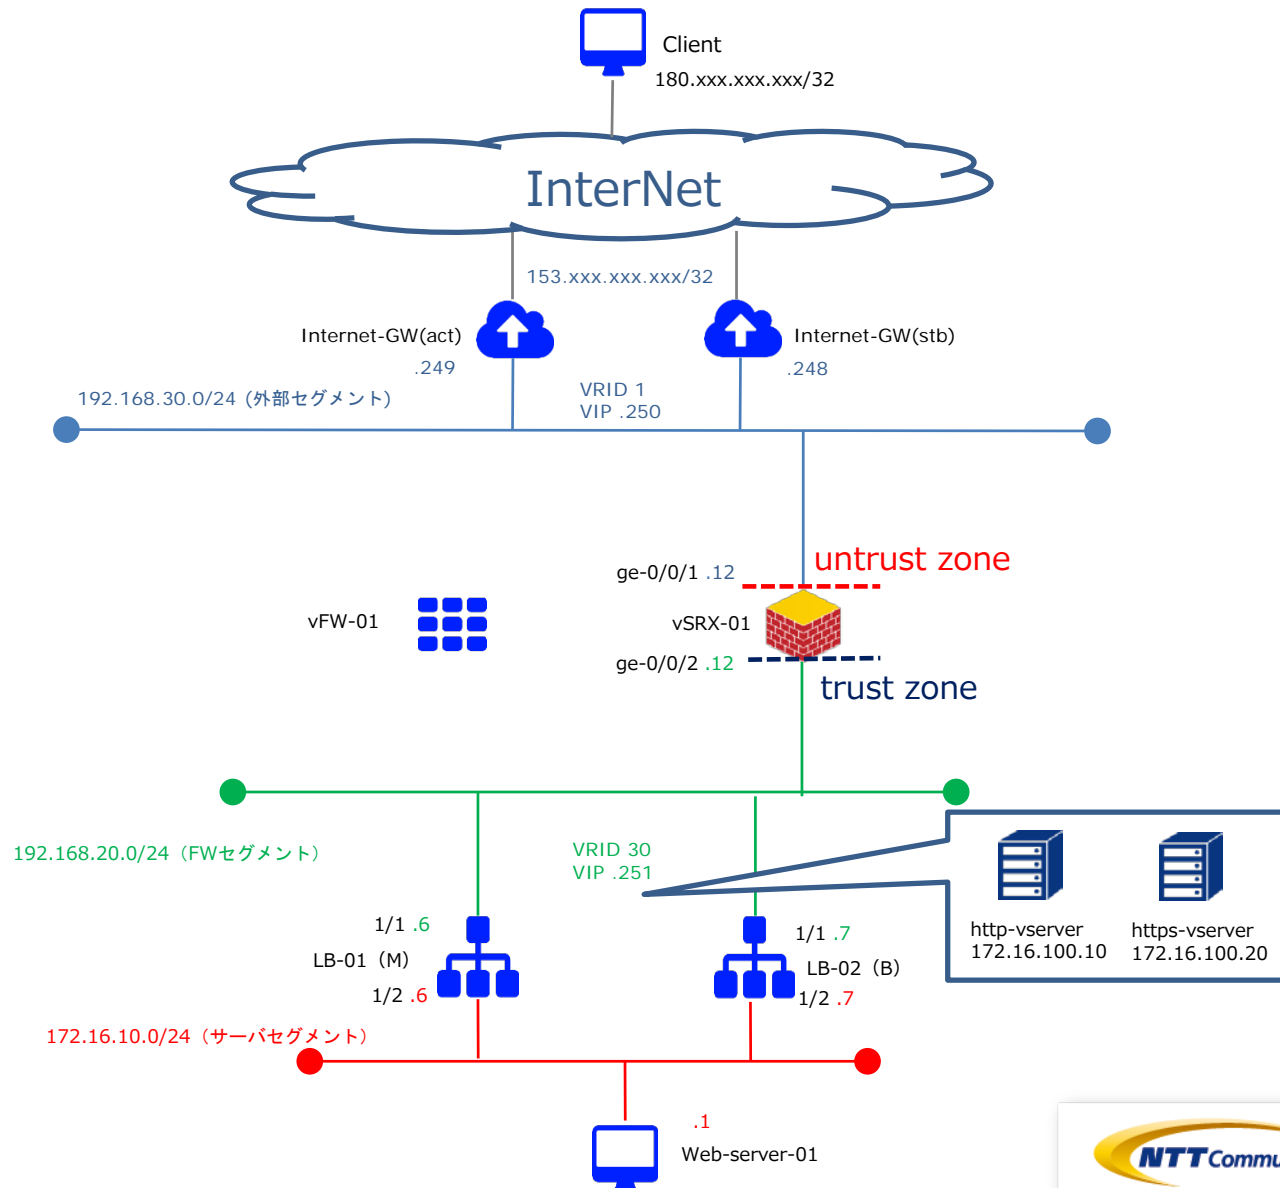 Client
180.xxx.xxx.xxx/32
InterNet
153.xxx.xxx.xxx/32
Internet-GW(act)
.249
Internet-GW(stb)
.248
192.168.30.0/24 (外部セグメント)
VRID 1
VIP .250
untrust zone
ge-0/0/1 .12
vFW-01
vSRX-01
ge-0/0/2 .12
trust zone
192.168.20.0/24（FWセグメント）
VRID 30
VIP .251
http-vserver
172.16.100.10
https-vserver
172.16.100.20
1/1 .6
LB-01（M）
1/2 .6
1/1 .7
LB-02（B）
1/2 .7
172.16.10.0/24（サーバセグメント）
.1
Web-server-01
NTT Commu